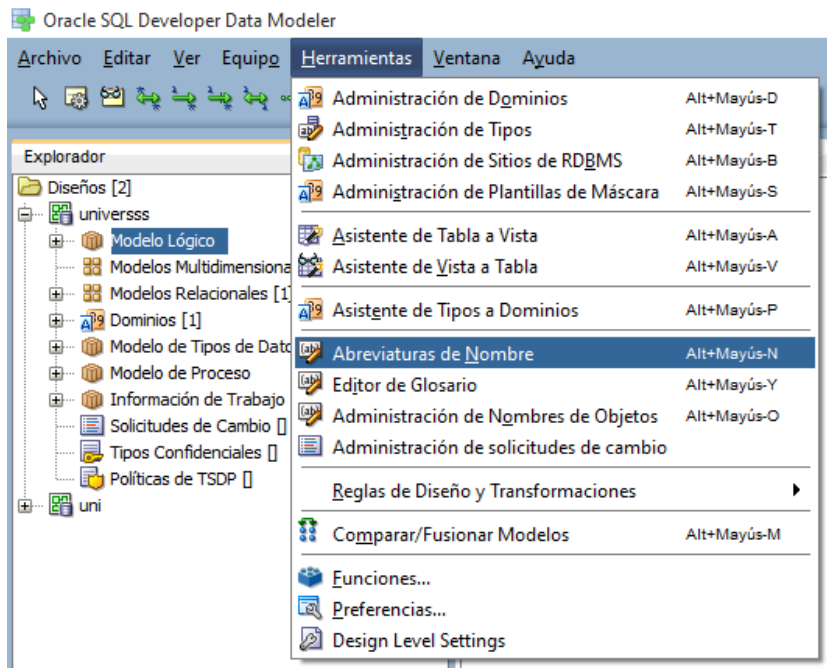 Oracle SQL Developer Data Modeler
Archivo Editar Ver Equipo Herramientas Ventana Ayuda
Explorador
Diseños [2]
universss
Modelo Lógico
Modelos Multidimensiona
Modelos Relacionales [1]
Dominios [1]
Modelo de Tipos de Dato
Modelo de Proceso
Información de Trabajo
Solicitudes de Cambio []
Tipos Confidenciales []
Políticas de TSDP []
uni
Administración de Dominios Alt+Mayús-D
Administración de Tipos Alt+Mayús-T
Administración de Sitios de RDBMS Alt+Mayús-B
Administración de Plantillas de Máscara Alt+Mayús-S
Asistente de Tabla a Vista Alt+Mayús-A
Asistente de Vista a Tabla Alt+Mayús-V
Asistente de Tipos a Dominios Alt+Mayús-P
Abreviaturas de Nombre Alt+Mayús-N
Editor de Glosario Alt+Mayús-Y
Administración de Nombres de Objetos Alt+Mayús-O
Administración de solicitudes de cambio
Reglas de Diseño y Transformaciones
Comparar/Fusionar Modelos Alt+Mayús-M
Funciones...
Preferencias...
Design Level Settings